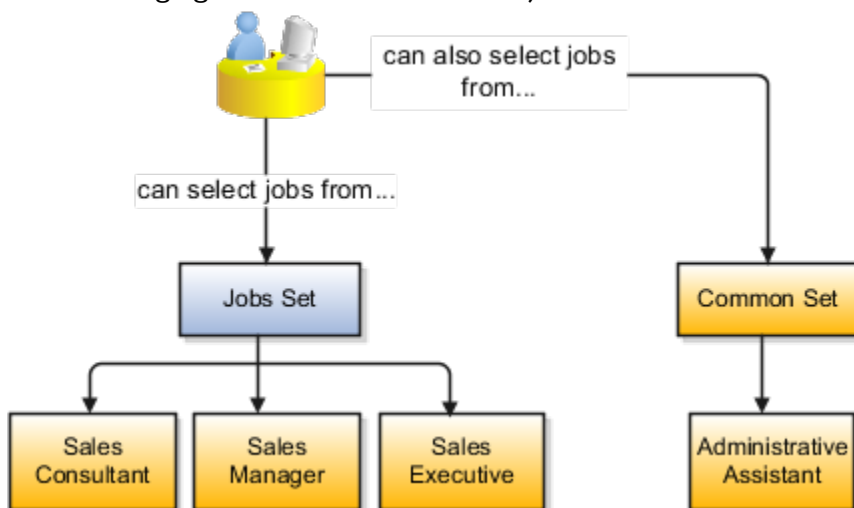 can also select jobs
from...
can select jobs from...
Jobs Set
Common Set
Sales
Consultant
Sales
Manager
Sales
Executive
Administrative
Assistant